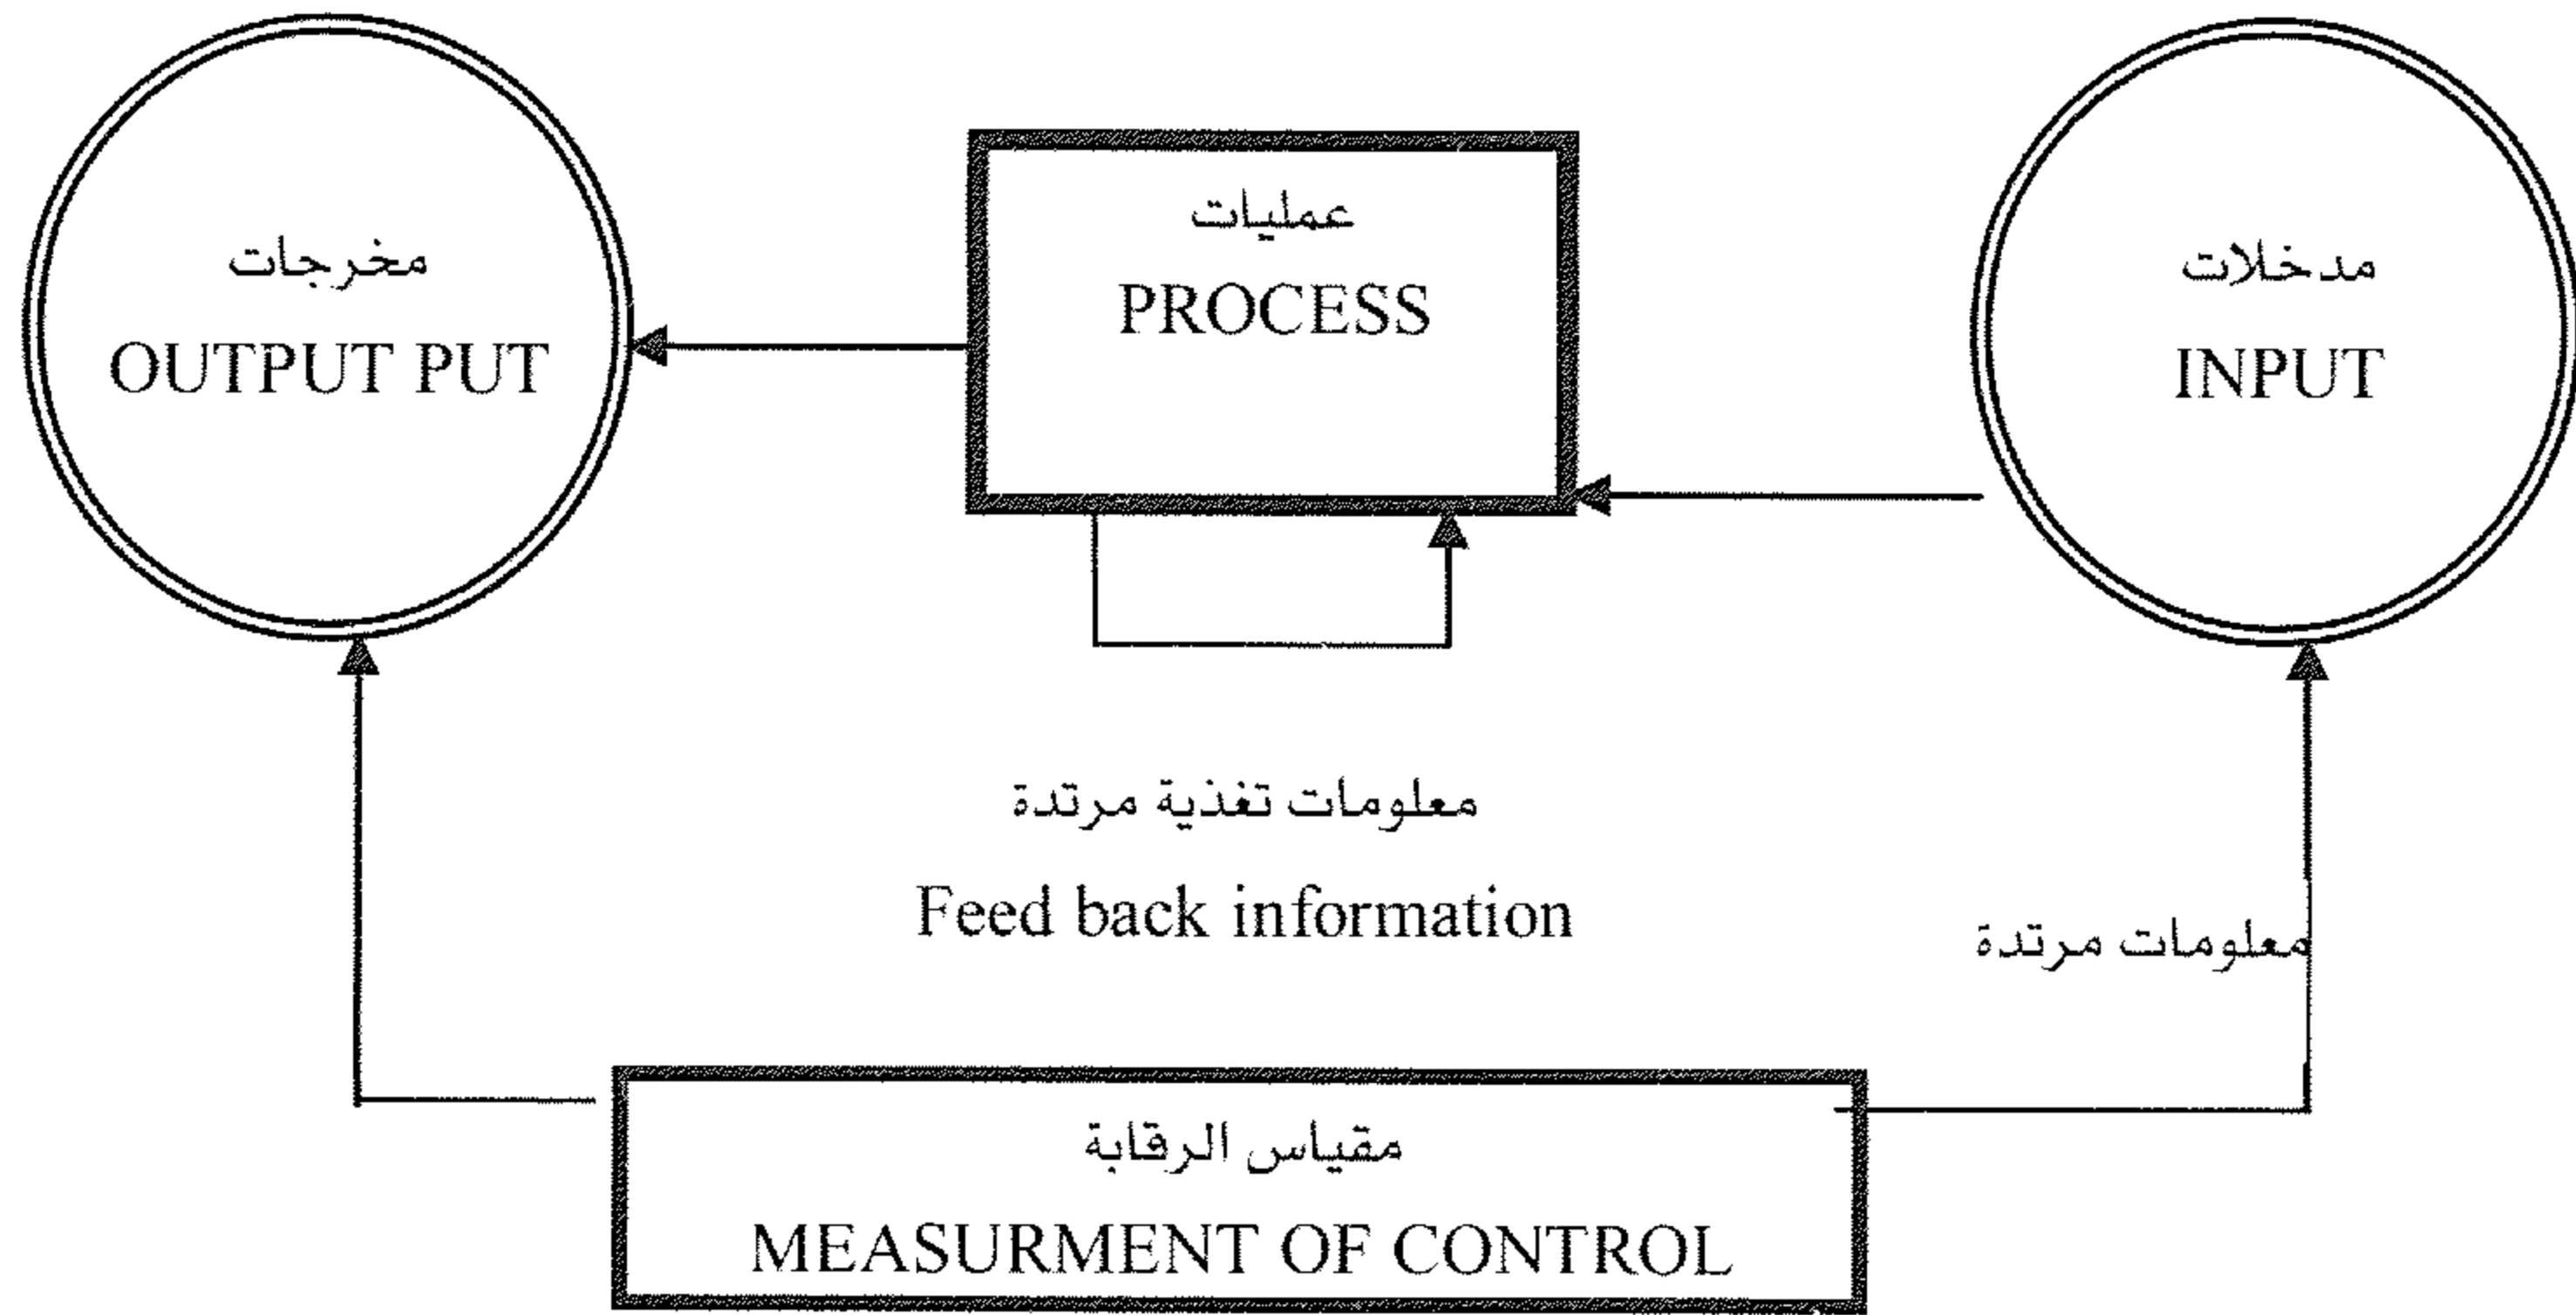 مدخلات
INPUT
عمليات
PROCESS
مخرجات
OUTPUT PUT
معلومات تغذية مرتدة
Feed back information
معلومات مرتدة
مقياس الرقابة
MEASURMENT OF CONTROL